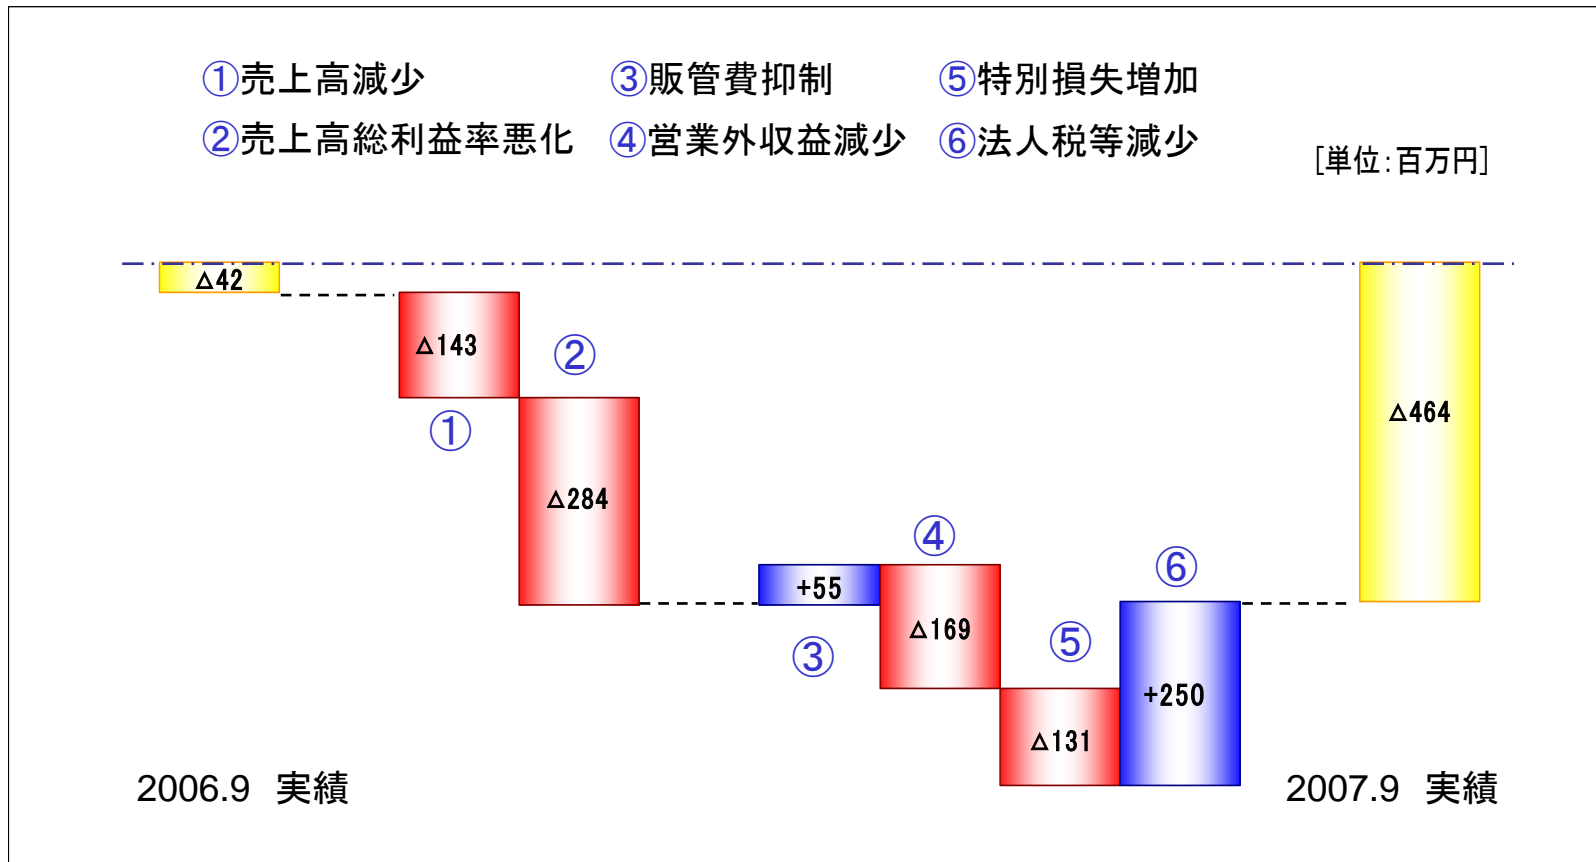 ①売上高減少 ③販管費抑制 ⑤特別損失増加
②売上高総利益率悪化 ④営業外収益減少 ⑥法人税等減少
[単位:百万円]
△42
△143
②
①
△284
△464
④
⑥
+55
△169
⑤
③
+250
△131
2006.9 実績
2007.9 実績